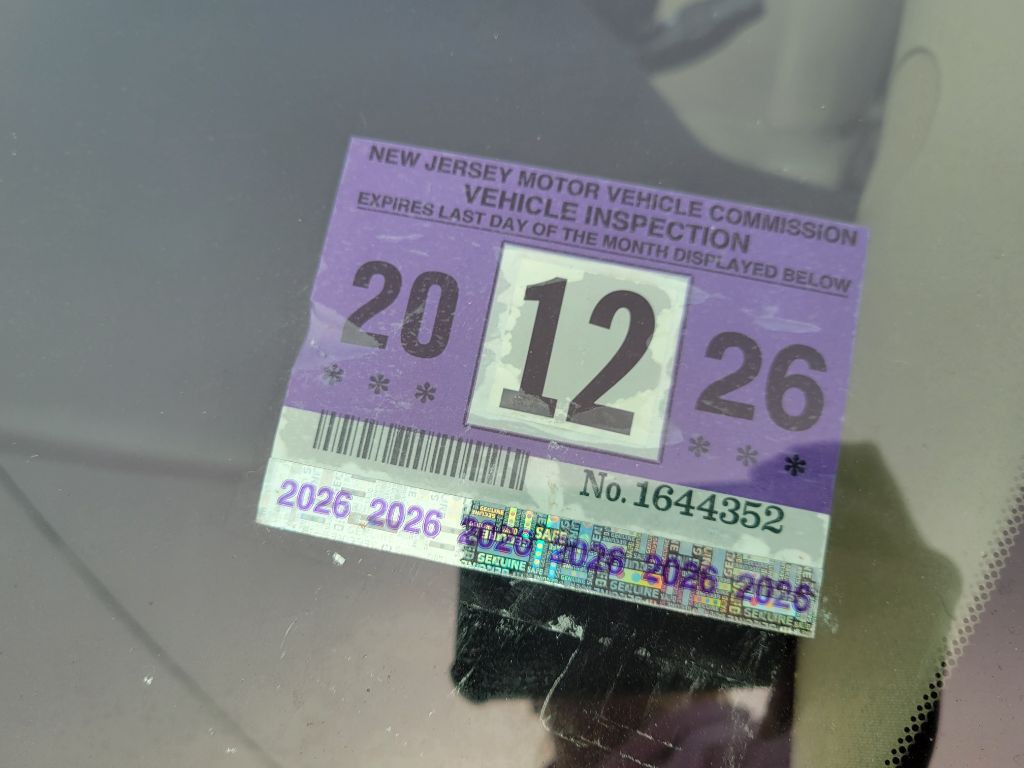 NEW JERSEY MOTOR VEHICLE COMMISSION
VEHICLE INSPECTION
EXPIRES LAST DAY OF THE MONTH DISPLAYED BELOW
20 12 26
*** ***
No. 1644352
2026 2026 2026 2026 2026 2026